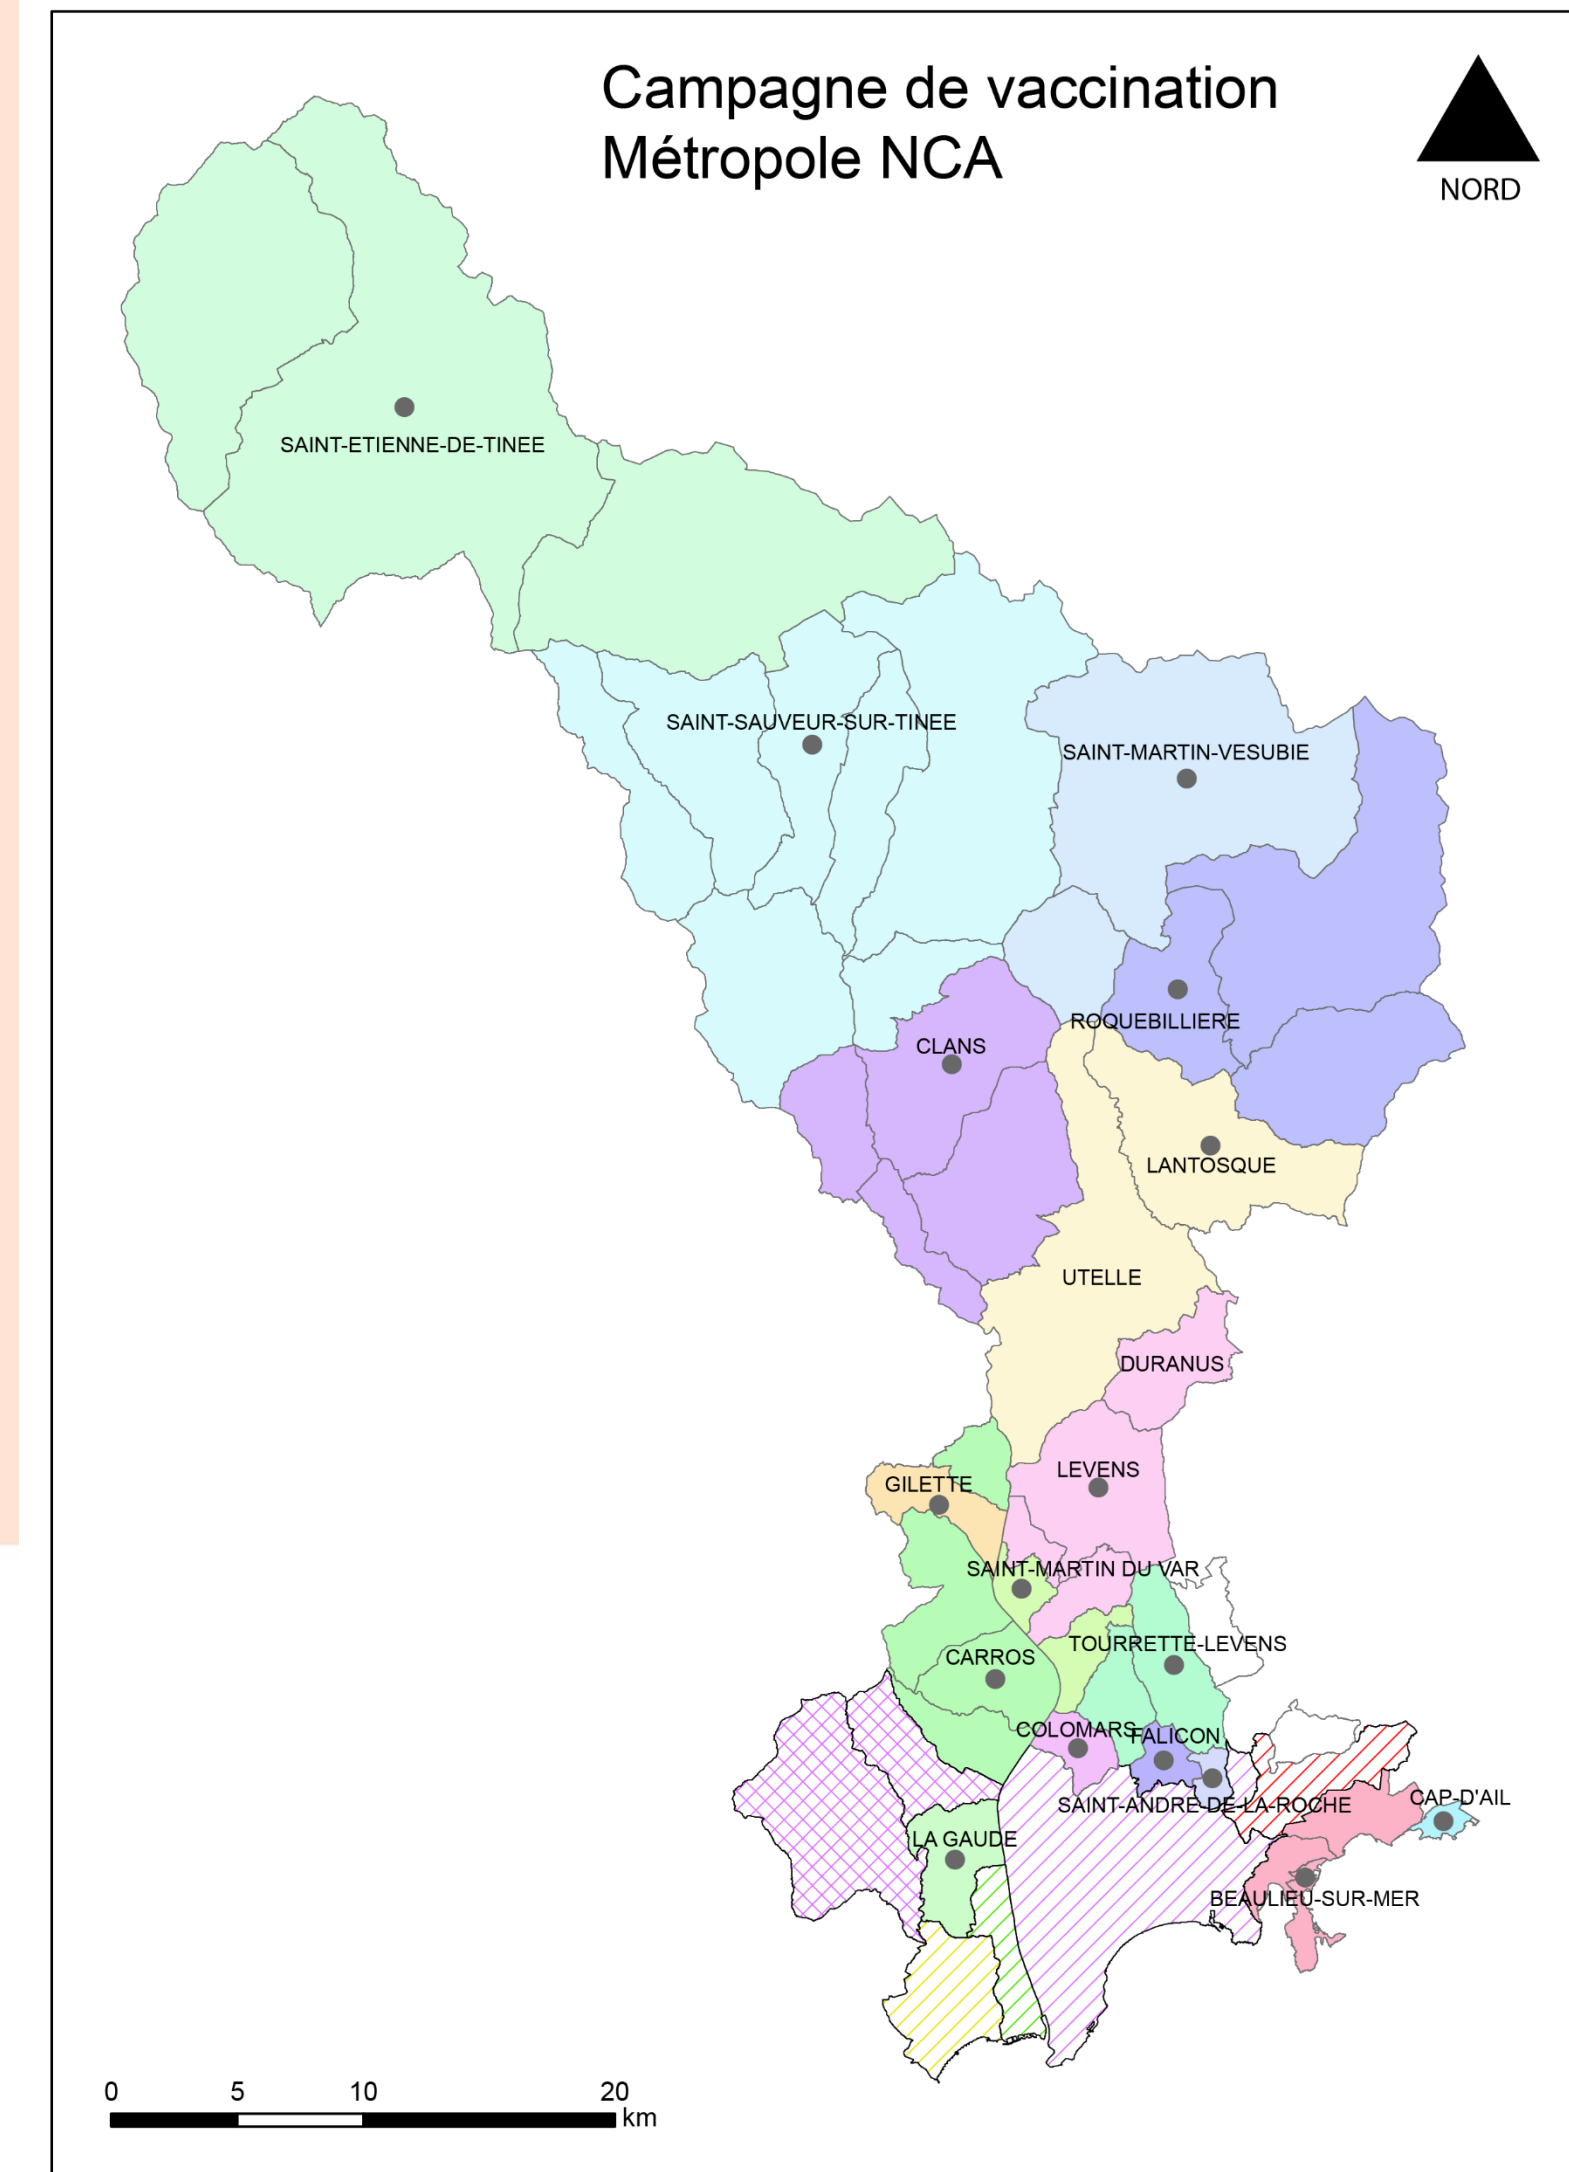 Campagne de vaccination
Métropole NCA
NORD
SAINT-ETIENNE-DE-TINEE
SAINT-SAUVEUR-SUR-TINEE
SAINT-MARTIN-VESUBIE
ROQUEBILLIERE
CLANS
LANTOSQUE
UTELLE
DURANUS
LEVENS
GILETTE
SAINT-MARTIN DU VAR
TOURRETTE-LEVENS
CARROS
COLOMARS
FALICON
SAINT-ANDRE-DE-LA-ROCHE
CAP-D'AIL
LA GAUDE
BEAULIEU-SUR-MER
0 5 10 20
km